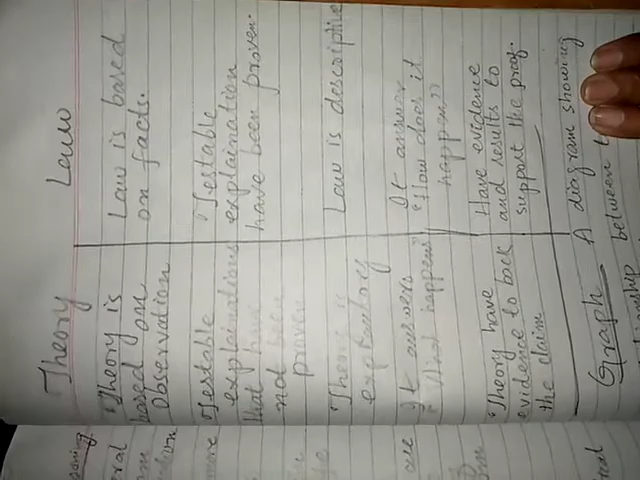 Theory Law
"Theory is Law is based
based on on facts.
Observation
"Testable "Testable
explainations explaination
that have have been proven.
not been
proven
Theory is Law is descriptive
explanatory
It answers It answer
"What happen" "How does it
happen"
"Theory have Have evidence
evidence to back and results to
the claim support the proof.
Graph A diagram showing
between